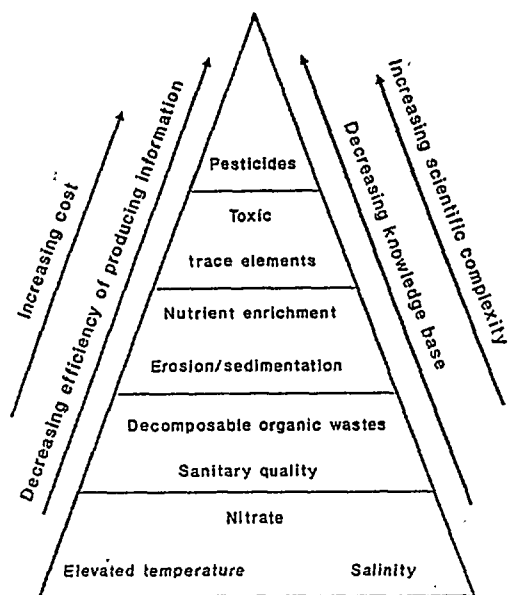 Increasing cost
Decreasing efficiency of producing information
Decreasing knowledge base
Increasing scientific complexity
Pesticides
Toxic
trace elements
Nutrient enrichment
Erosion/sedimentation
Decomposable organic wastes
Sanitary quality
Nitrate
Elevated temperature Salinity